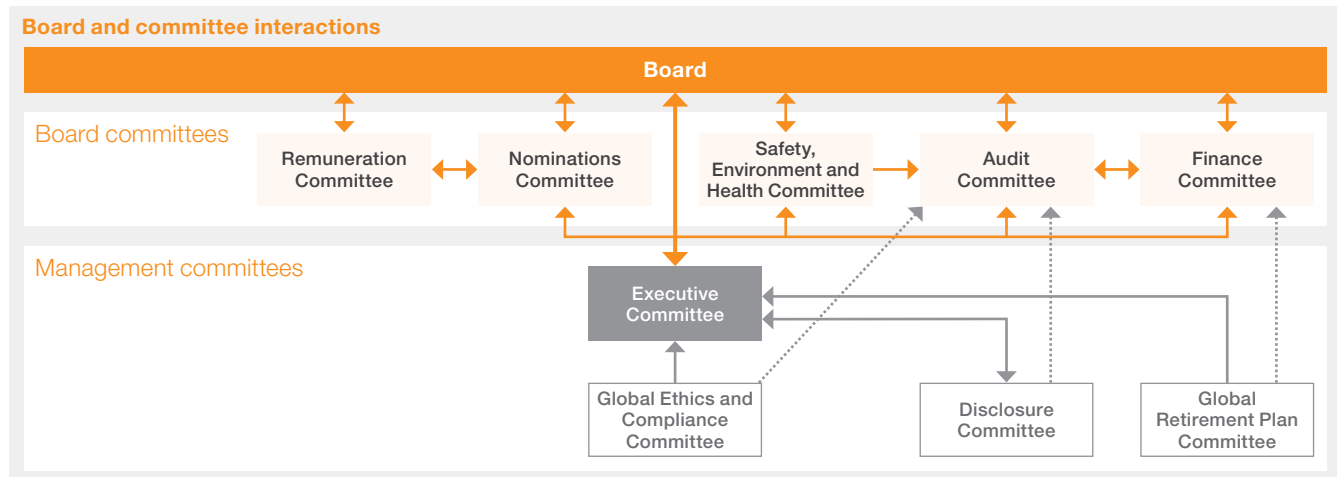 Board and committee interactions
Board
Board committees
Remuneration
Committee
Nominations
Committee
Safety,
Environment and
Health Committee
Audit
Committee
Finance
Committee
Management committees
Executive
Committee
Global Ethics and
Compliance
Committee
Disclosure
Committee
Global
Retirement Plan
Committee